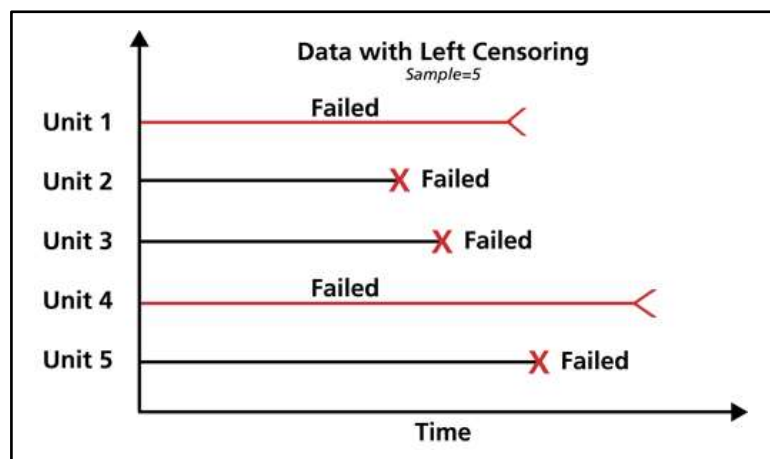 Data with Left Censoring
Sample=5
Unit 1
Failed
Unit 2
Failed
Unit 3
Failed
Unit 4
Failed
Unit 5
Failed
Time